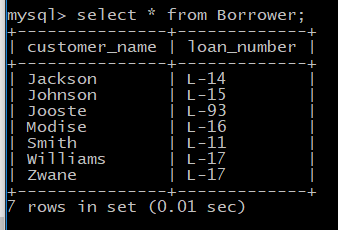 mysql> select * from Borrower;
+---------------+-------------+
| customer_name | loan_number |
+---------------+-------------+
| Jackson       | L-14        |
| Johnson       | L-15        |
| Jooste        | L-93        |
| Modise        | L-16        |
| Smith         | L-11        |
| Williams      | L-17        |
| Zwane         | L-17        |
+---------------+-------------+
7 rows in set (0.01 sec)